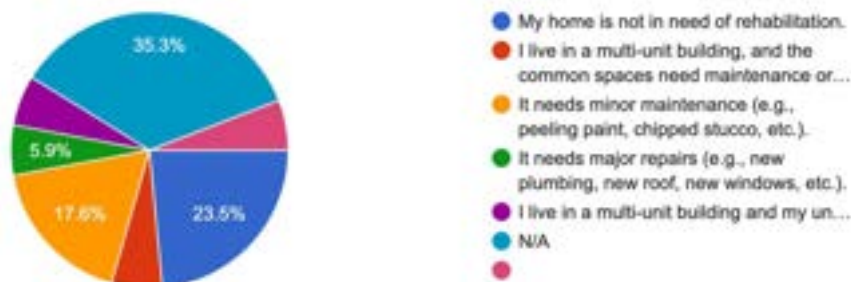 35.3%
5.9%
17.6%
23.5%
My home is not in need of rehabilitation.
I live in a multi-unit building, and the
common spaces need maintenance or...
It needs minor maintenance (e.g.,
peeling paint, chipped stucco, etc.).
It needs major repairs (e.g., new
plumbing, new roof, new windows, etc.).
I live in a multi-unit building and my un...
N/A